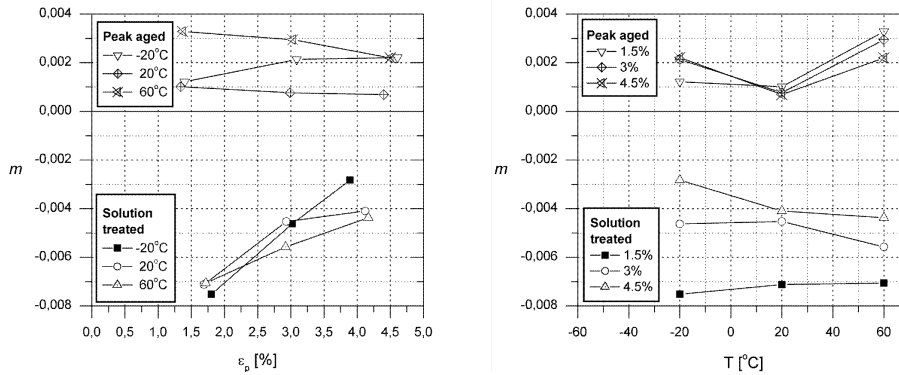 0,004
0,002
0,000
-0,002
-0,004
-0,006
-0,008
m
Peak aged
-20°C
20°C
60°C
Solution
treated
-20°C
20°C
60°C
0,0 0,5 1,0 1,5 2,0 2,5 3,0 3,5 4,0 4,5 5,0
εp [%]
0,004
0,002
0,000
-0,002
-0,004
-0,006
-0,008
m
Peak aged
1.5%
3%
4.5%
Solution
treated
1.5%
3%
4.5%
-60 -40 -20 0 20 40 60
T [°C]